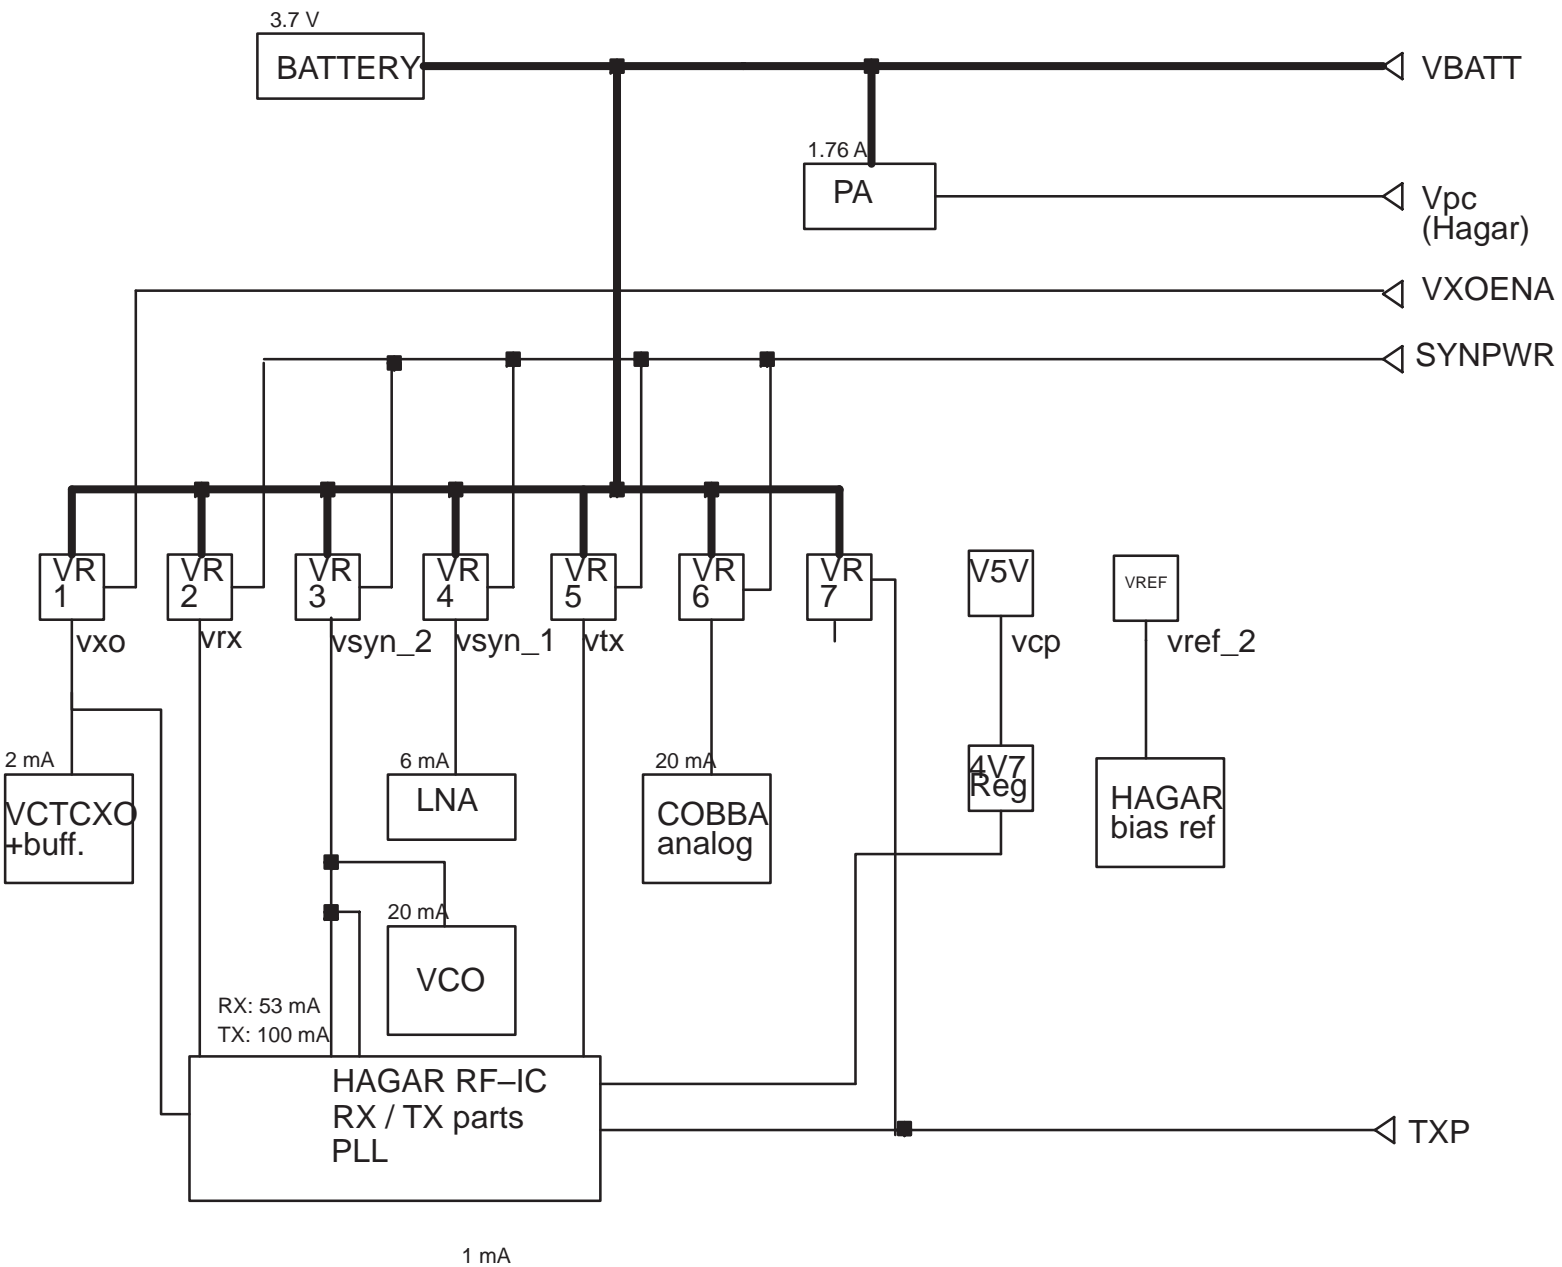 3.7 V
BATTERY
VBATT
1.76 A
PA
Vpc
(Hagar)
VXOENA
SYNPWR
VR
1
VR
2
VR
3
VR
4
VR
5
VR
6
VR
7
V5V
VREF
vxo
vrx
vsyn_2
vsyn_1
vtx
vcp
vref_2
2 mA
VCTCXO
+buff.
6 mA
LNA
20 mA
COBBA
analog
4V7
Reg
HAGAR
bias ref
20 mA
VCO
RX: 53 mA
TX: 100 mA
HAGAR RF–IC
RX / TX parts
PLL
TXP
1 mA